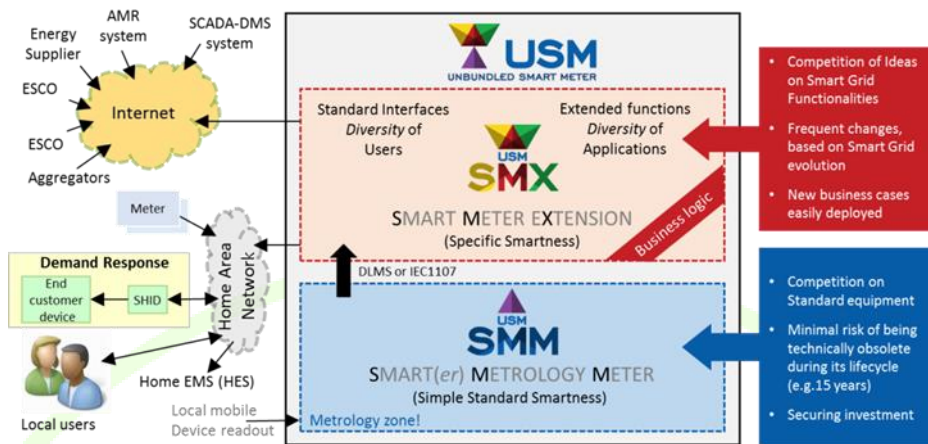 AMR
system
SCADA-DMS
system
Energy
Supplier
ESCO
ESCO
Aggregators
Internet
USM
UNBUNDLED SMART METER
Standard Interfaces
Diversity of
Users
Extended functions
Diversity of
Applications
USM
SMX
SMART METER EXTENSION
(Specific Smartness)
Business logic
• Competition of Ideas
on Smart Grid
Functionalities
• Frequent changes,
based on Smart Grid
evolution
• New business cases
easily deployed
Meter
Home Area
Network
Demand Response
End
customer
device
SHID
Local users
Home EMS (HES)
Local mobile
Device readout
DLMS or IEC1107
USM
SMM
SMART(er) METROLOGY METER
(Simple Standard Smartness)
Metrology zone!
• Competition on
Standard equipment
• Minimal risk of being
technically obsolete
during its lifecycle
(e.g.15 years)
• Securing investment